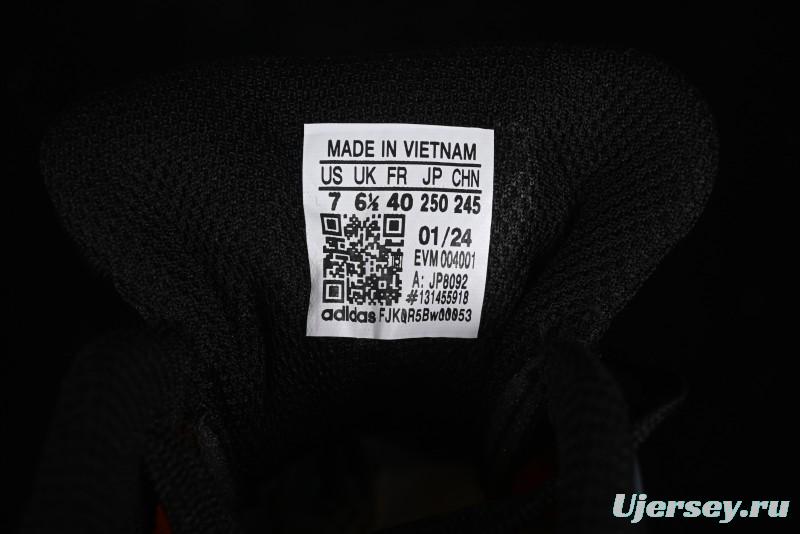 MADE IN VIETNAM
US UK FR JP CHN
7 6½ 40 250 245
01/24
EVM 004001
A: JP8092
#131455918
adidas FJKQR5Bw00053
Ujersey.ru